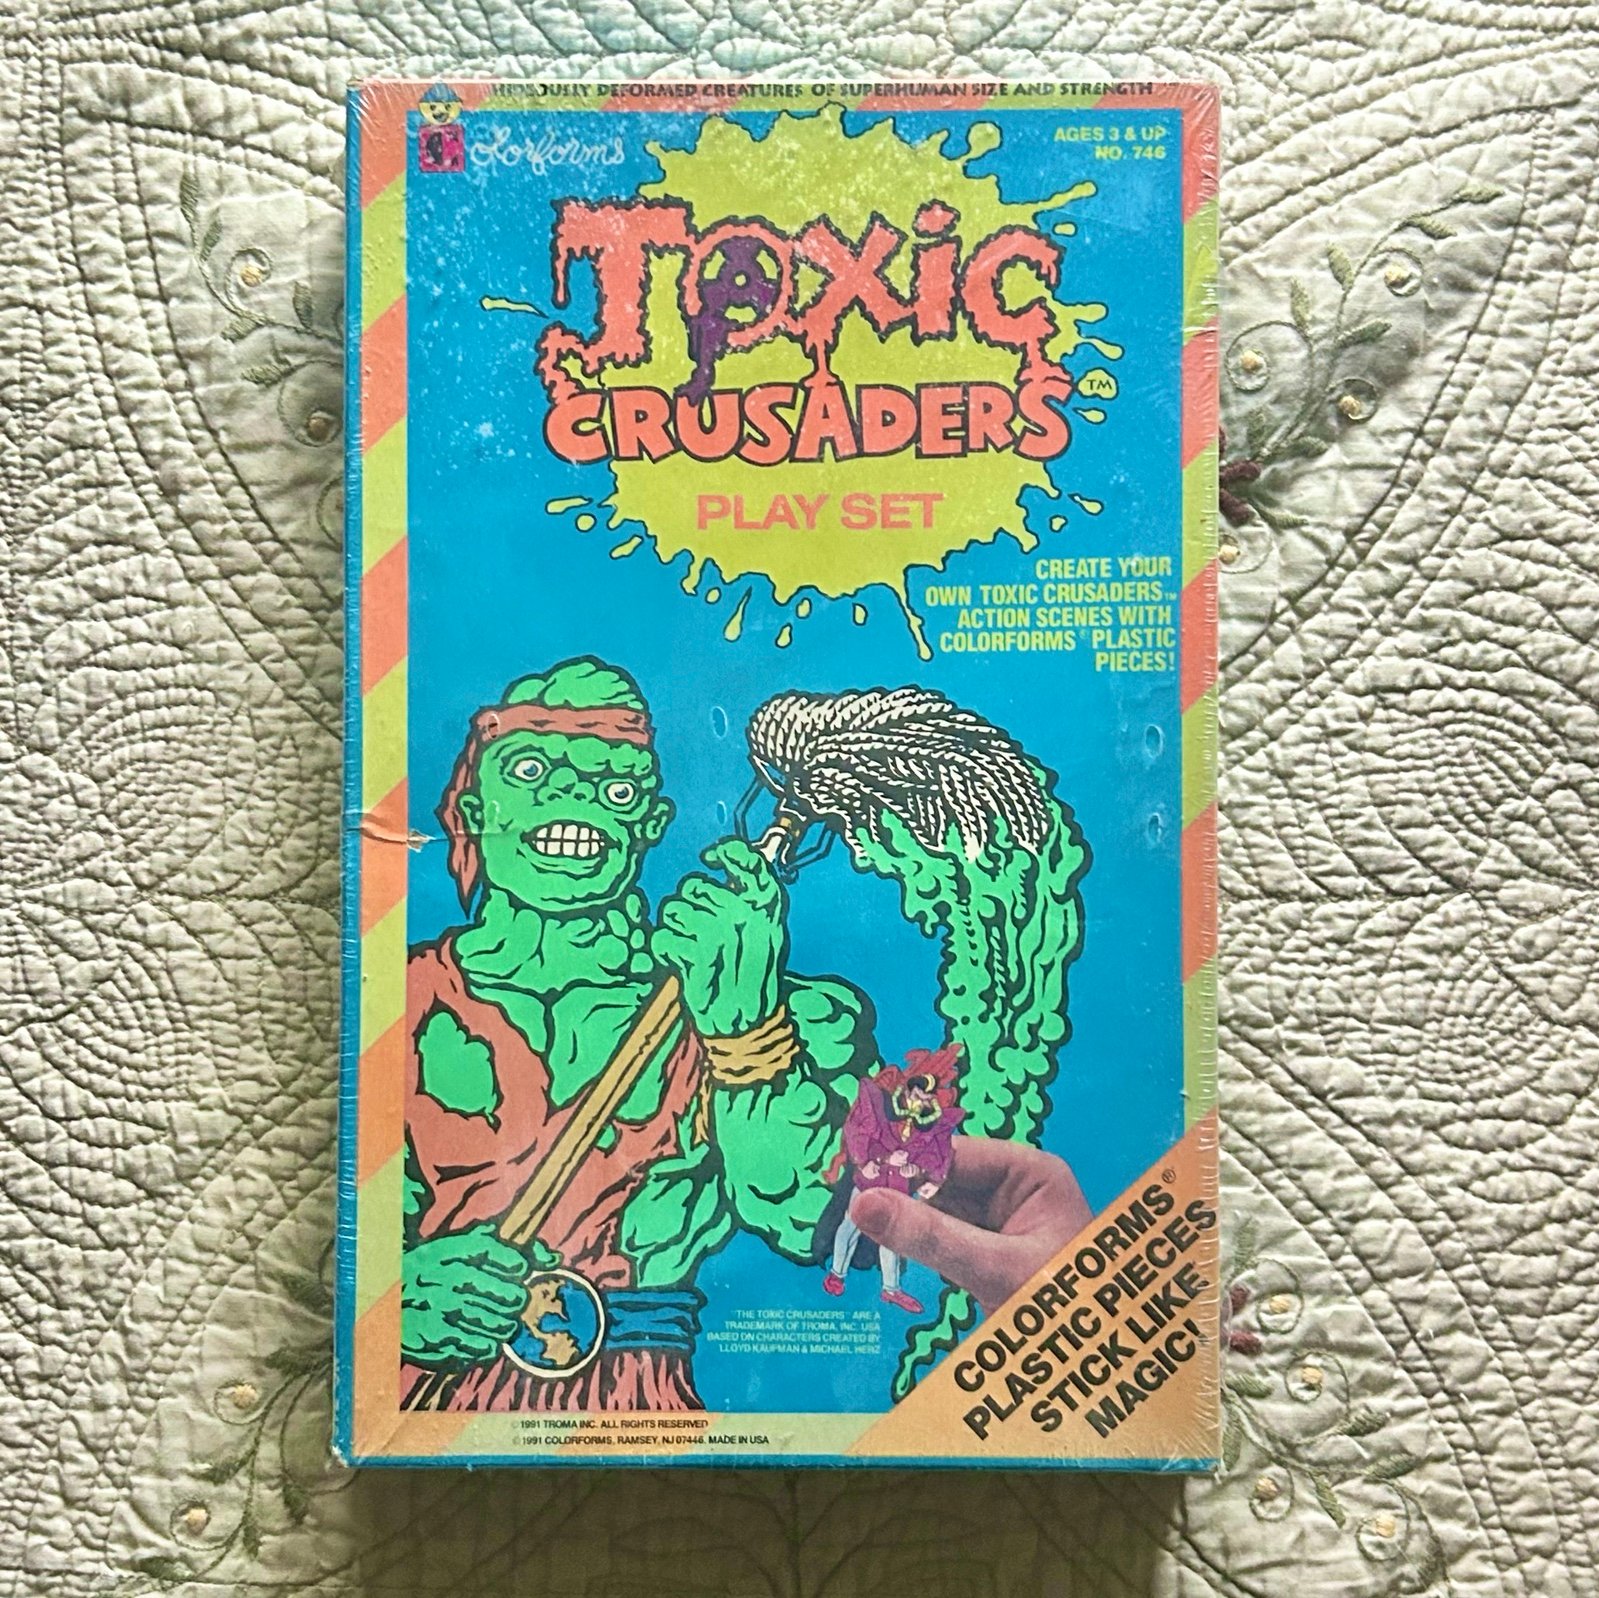 HIDEOUSLY DEFORMED CREATURES OF SUPERHUMAN SIZE AND STRENGTH
Colorforms
AGES 3 & UP
NO. 746
TOXIC
CRUSADERS™
PLAY SET
CREATE YOUR
OWN TOXIC CRUSADERS™
ACTION SCENES WITH
COLORFORMS® PLASTIC
PIECES!
"THE TOXIC CRUSADERS" ARE A
TRADEMARK OF TROMA, INC. USA
BASED ON CHARACTERS CREATED BY
LLOYD KAUFMAN & MICHAEL HERZ
COLORFORMS®
PLASTIC PIECES
STICK LIKE
MAGIC!
©1991 TROMA INC. ALL RIGHTS RESERVED
©1991 COLORFORMS, RAMSEY, NJ 07446. MADE IN USA